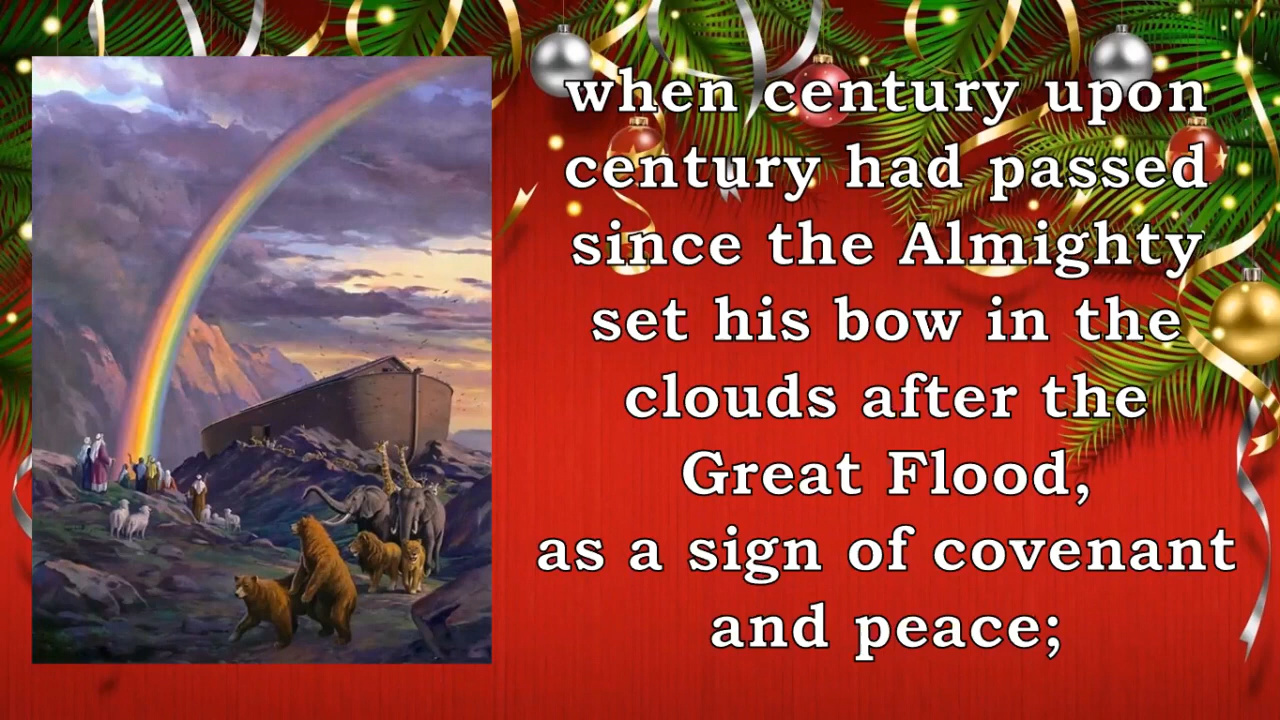 when century upon
century had passed
since the Almighty
set his bow in the
clouds after the
Great Flood,
as a sign of covenant
and peace;